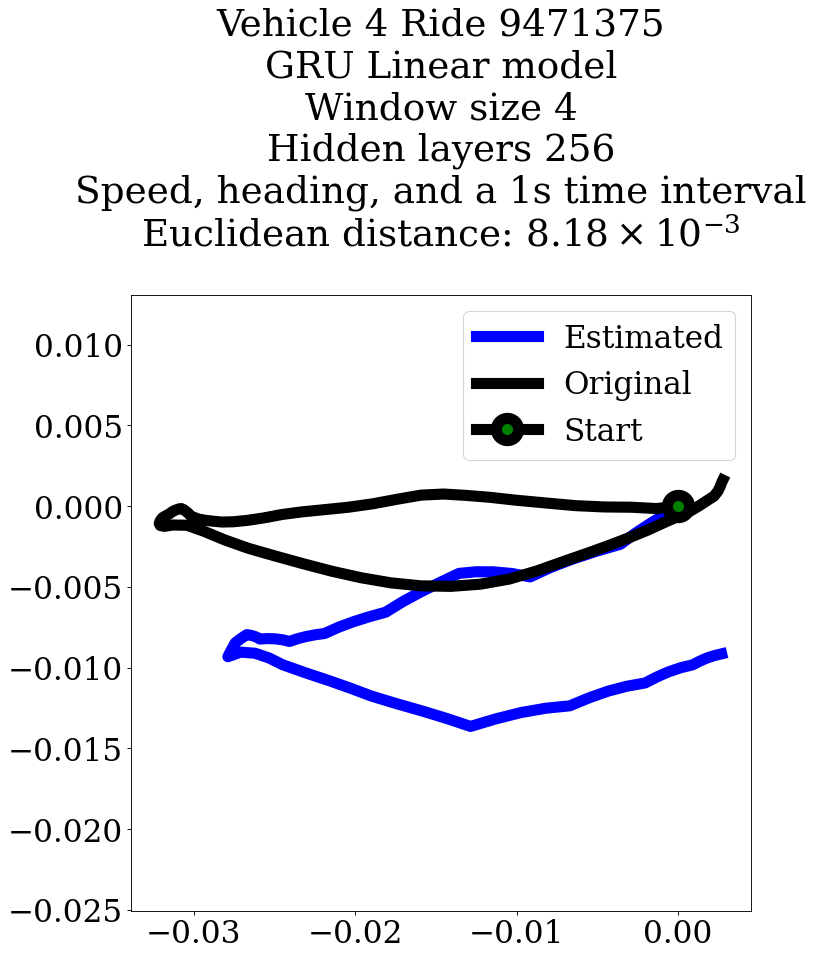 Vehicle 4 Ride 9471375
GRU Linear model
Window size 4
Hidden layers 256
Speed, heading, and a 1s time interval
Euclidean distance: 8.18 × 10⁻³
Estimated
Original
Start
0.010
0.005
0.000
−0.005
−0.010
−0.015
−0.020
−0.025
−0.03 −0.02 −0.01 0.00